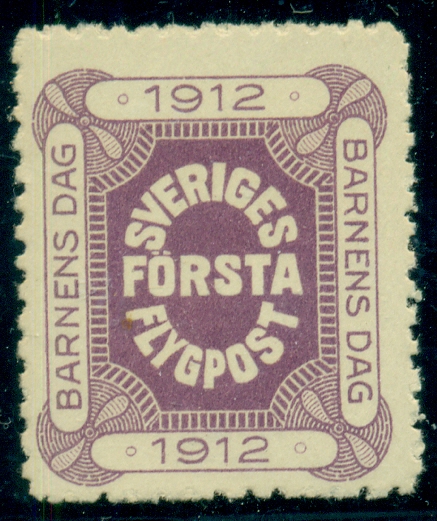 1912
BARNENS DAG
SVERIGES
FÖRSTA
FLYGPOST
BARNENS DAG
1912